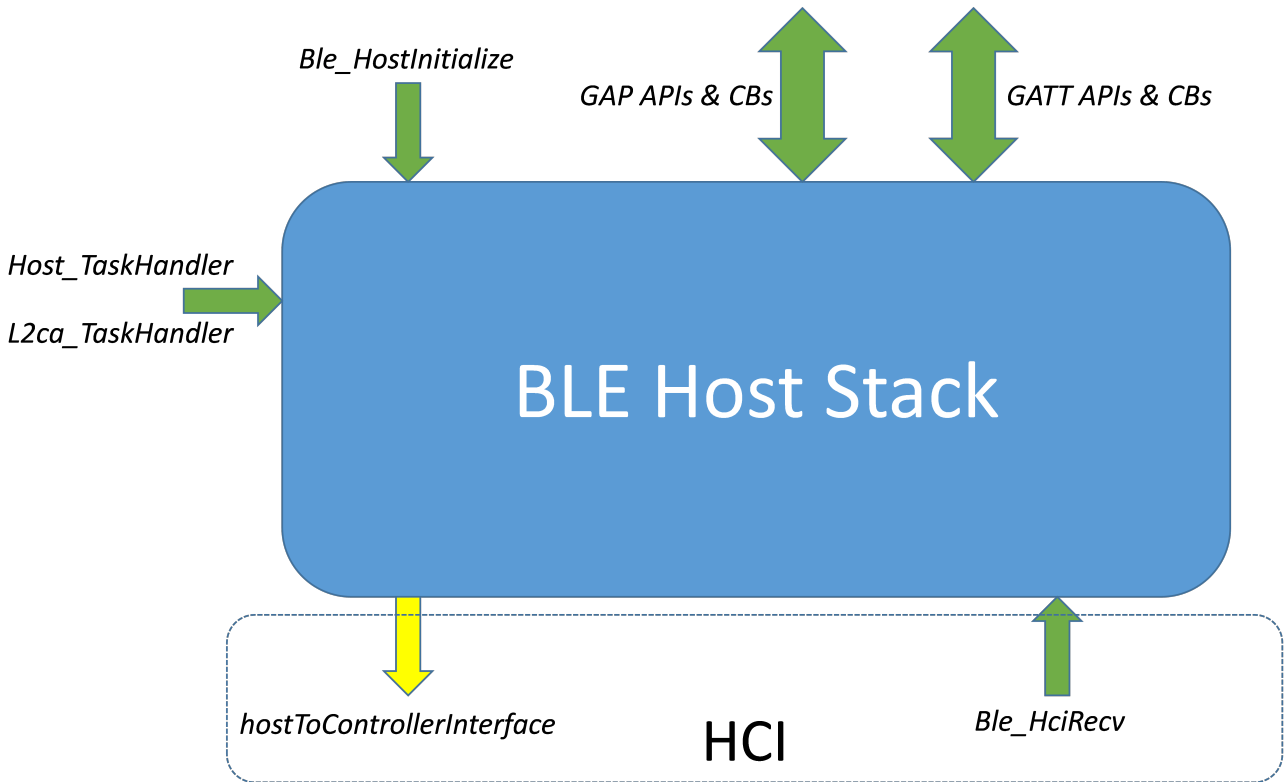 Ble_HostInitialize
GAP APIs & CBs
GATT APIs & CBs
Host_TaskHandler
L2ca_TaskHandler
BLE Host Stack
hostToControllerInterface
HCI
Ble_HciRecv